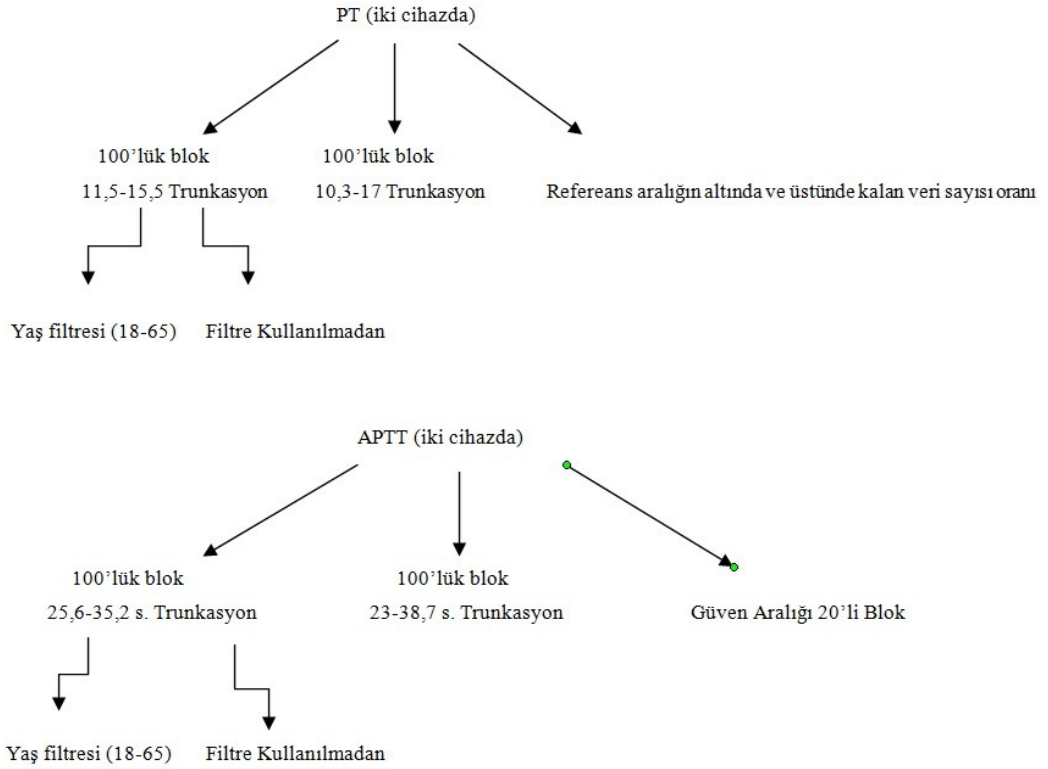 PT (iki cihazda)
100’lük blok
11,5-15,5 Trunkasyon
100’lük blok
10,3-17 Trunkasyon
Refereans aralığın altında ve üstünde kalan veri sayısı oranı
Yaş filtresi (18-65)
Filtre Kullanılmadan
APTT (iki cihazda)
100’lük blok
25,6-35,2 s. Trunkasyon
100’lük blok
23-38,7 s. Trunkasyon
Güven Aralığı 20’li Blok
Yaş filtresi (18-65)
Filtre Kullanılmadan